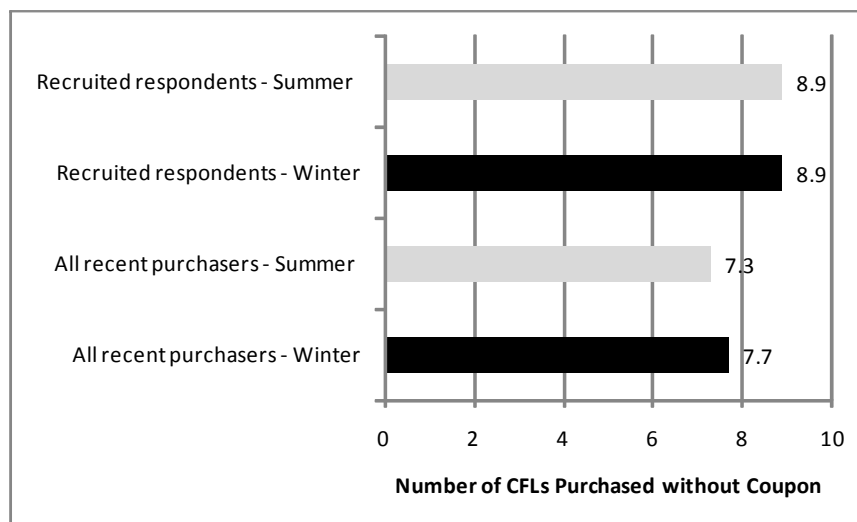 Recruited respondents - Summer
8.9
Recruited respondents - Winter
8.9
All recent purchasers - Summer
7.3
All recent purchasers - Winter
7.7
0 2 4 6 8 10
Number of CFLs Purchased without Coupon